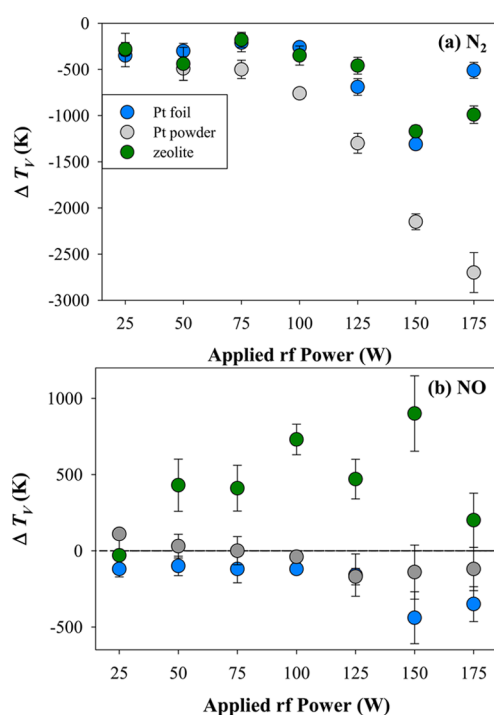 0
(a) N₂
-500
-1000
Pt foil
Pt powder
zeolite
-1500
Δ T_V (K)
-2000
-2500
-3000
25 50 75 100 125 150 175
Applied rf Power (W)
(b) NO
1000
500
Δ T_V (K)
0
-500
25 50 75 100 125 150 175
Applied rf Power (W)